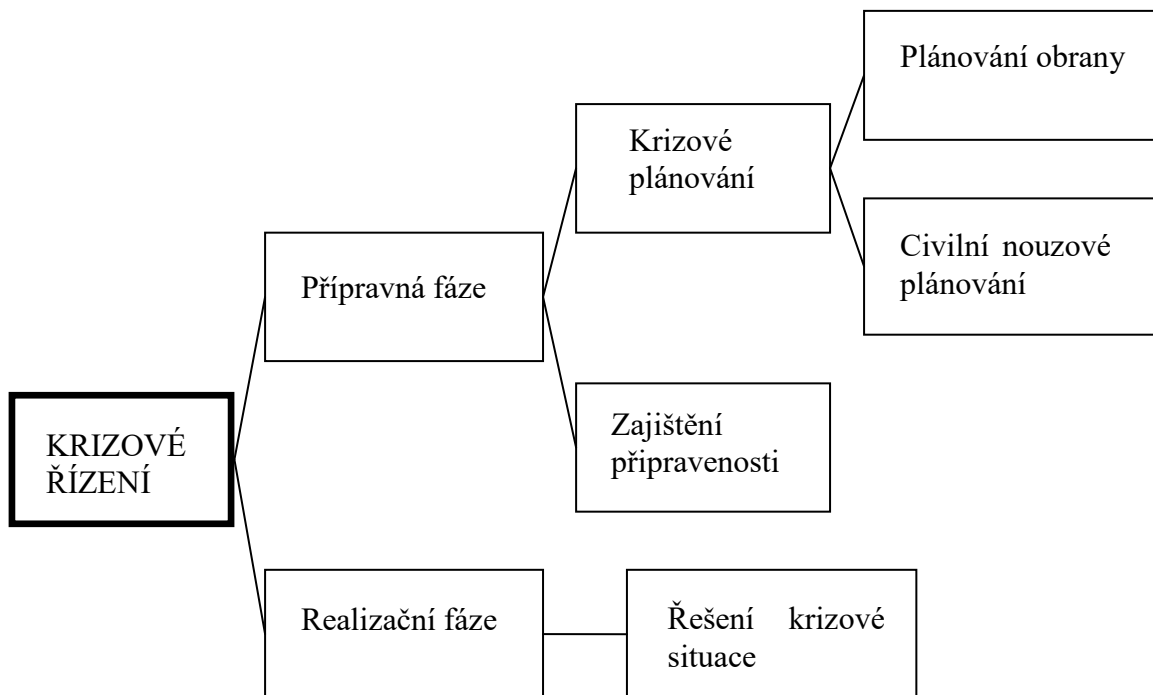 Plánování obrany
Krizové
plánování
Civilní nouzové
plánování
Přípravná fáze
Zajištění
připravenosti
KRIZOVÉ
ŘÍZENÍ
Realizační fáze
Řešení krizové
situace